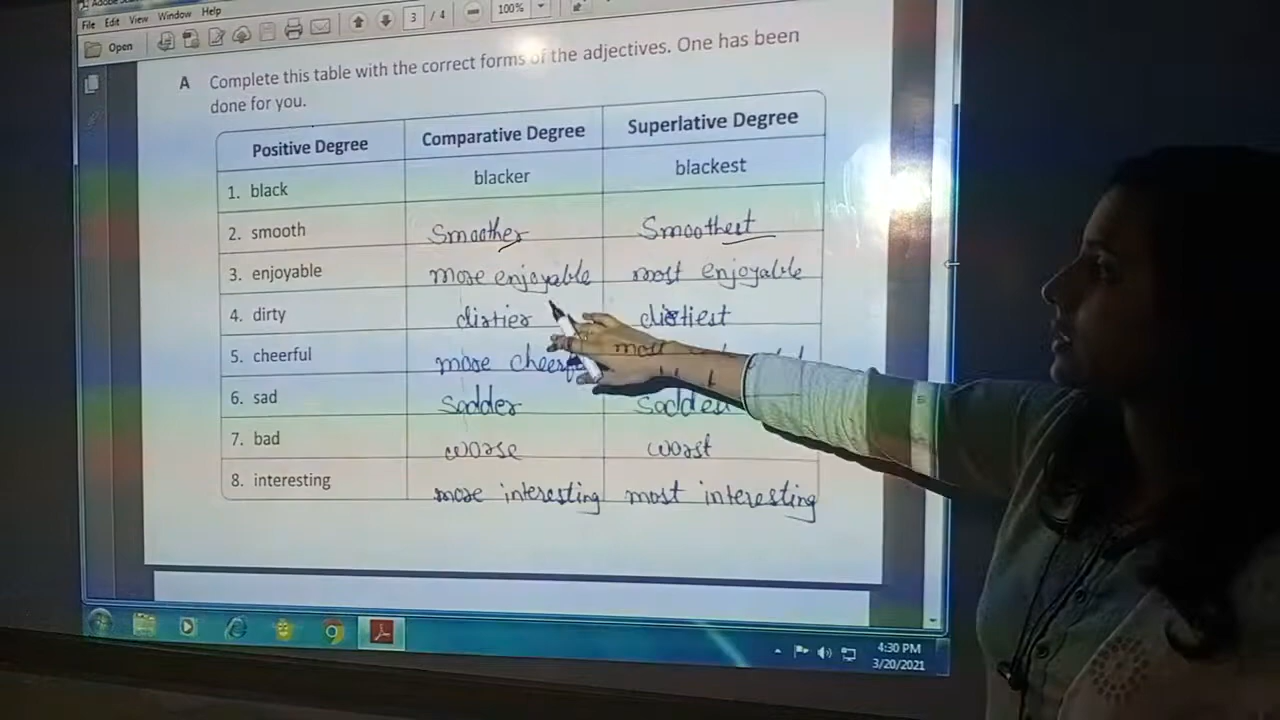 File Edit View Window Help
Open 3 / 4 100%
A Complete this table with the correct forms of the adjectives. One has been
done for you.
Positive Degree Comparative Degree Superlative Degree
1. black blacker blackest
2. smooth Smoother Smoothest
3. enjoyable more enjoyable most enjoyable
4. dirty dirtier dirtiest
5. cheerful more
6. sad Sadder
7. bad worse worst
8. interesting more interesting most interesting
4:30 PM
3/20/2021